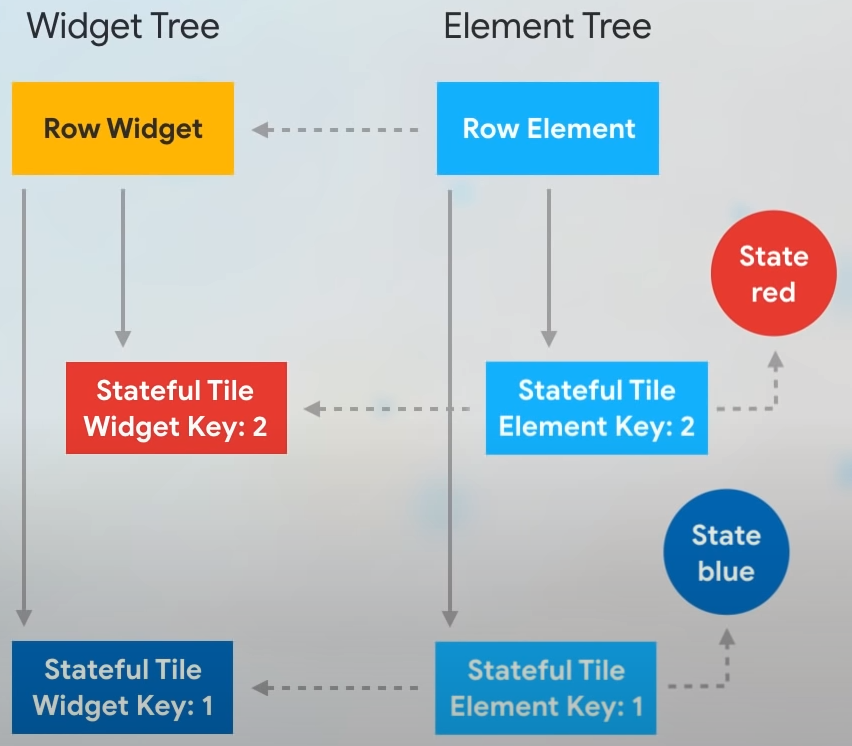 Widget Tree
Element Tree
Row Widget
Row Element
State
red
Stateful Tile
Widget Key: 2
Stateful Tile
Element Key: 2
State
blue
Stateful Tile
Widget Key: 1
Stateful Tile
Element Key: 1